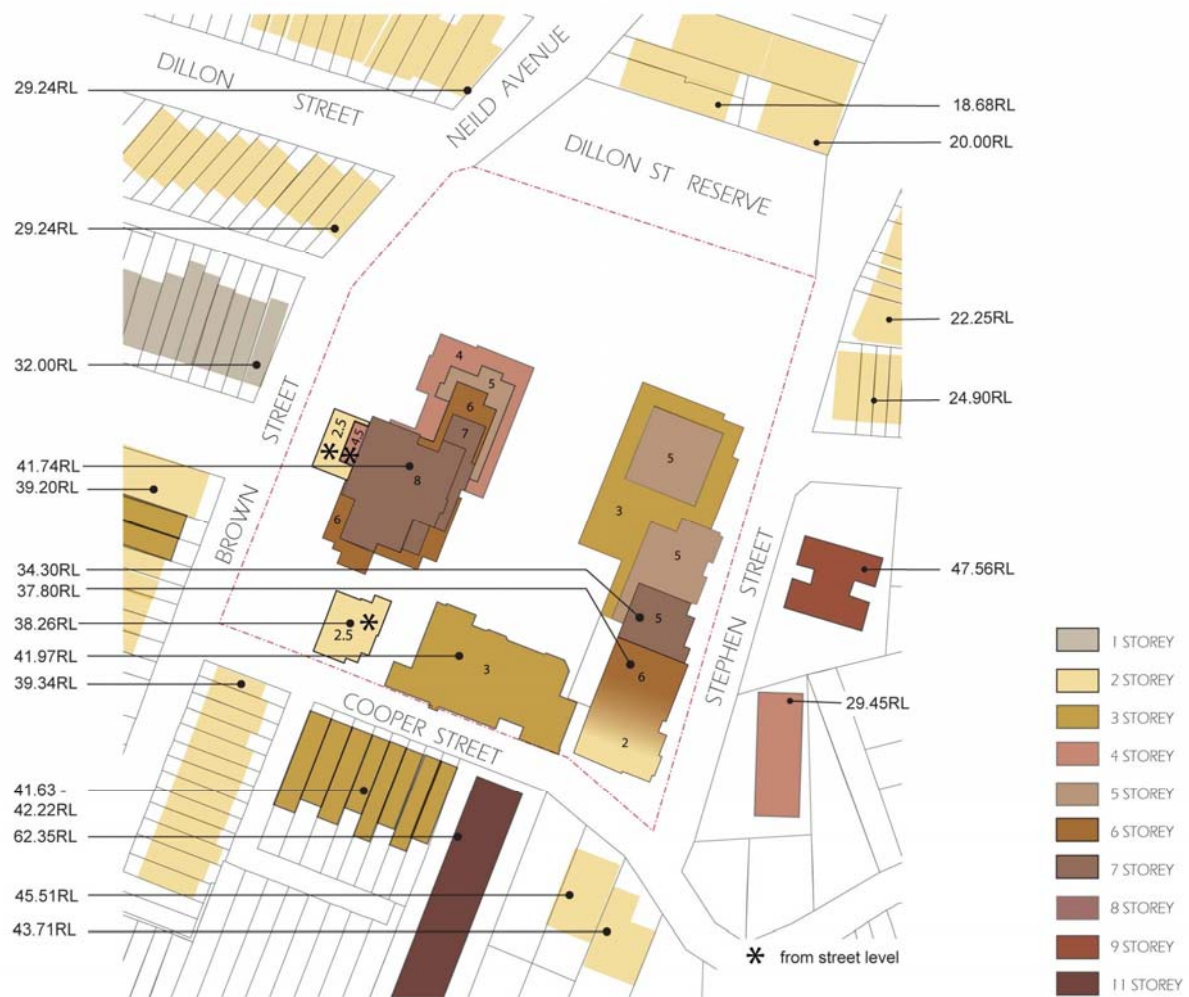 DILLON
STREET
NEILD AVENUE
29.24RL
18.68RL
20.00RL
DILLON ST RESERVE
29.24RL
22.25RL
32.00RL
24.90RL
4
5
6
7
8
2.5
4.5
6
STREET
BROWN
41.74RL
39.20RL
5
3
5
5
6
2
STEPHEN STREET
47.56RL
34.30RL
37.80RL
38.26RL
2.5
41.97RL
3
39.34RL
COOPER STREET
29.45RL
41.63 -
42.22RL
62.35RL
45.51RL
43.71RL
* from street level
1 STOREY
2 STOREY
3 STOREY
4 STOREY
5 STOREY
6 STOREY
7 STOREY
8 STOREY
9 STOREY
11 STOREY